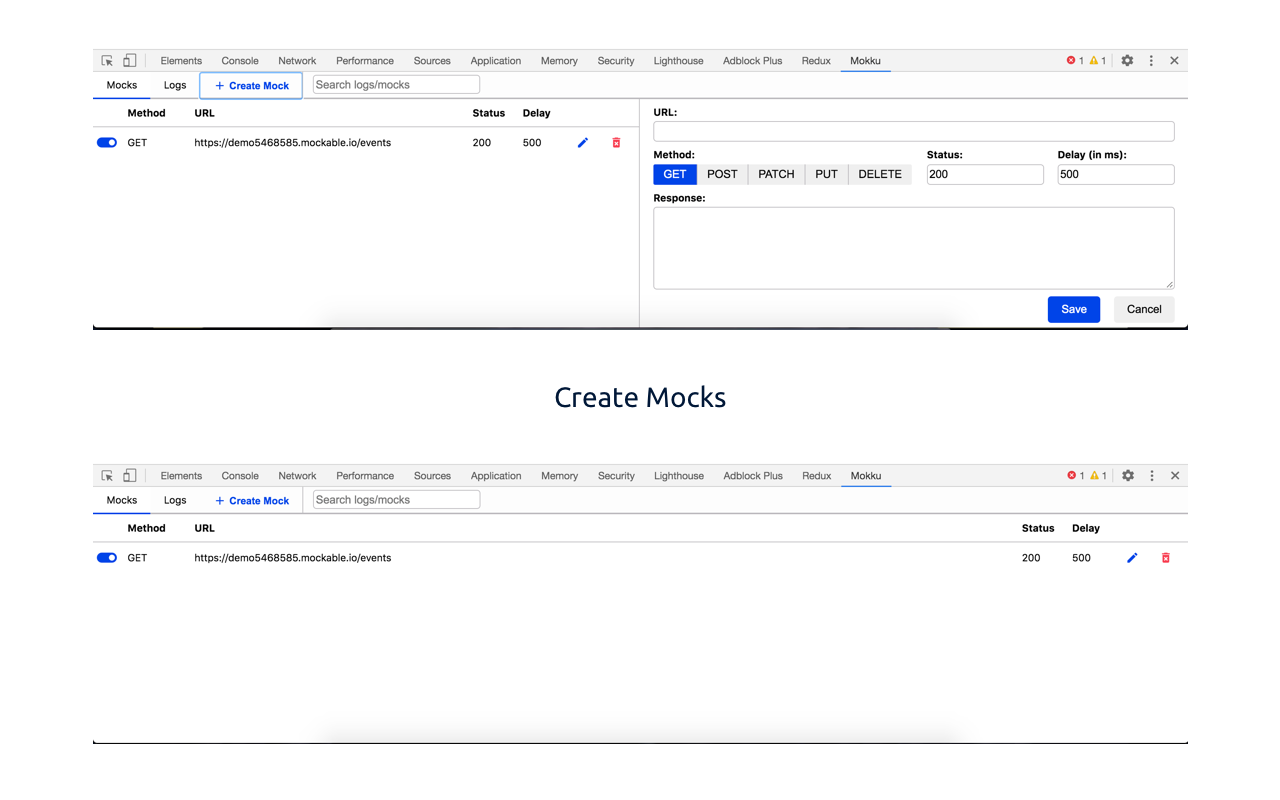 Elements Console Network Performance Sources Application Memory Security Lighthouse Adblock Plus Redux Mokku 1 1
Mocks Logs + Create Mock Search logs/mocks
Method URL Status Delay
GET https://demo5468585.mockable.io/events 200 500
URL:
Method: Status: Delay (in ms):
GET POST PATCH PUT DELETE 200 500
Response:
Save Cancel
Create Mocks
Elements Console Network Performance Sources Application Memory Security Lighthouse Adblock Plus Redux Mokku 1 1
Mocks Logs + Create Mock Search logs/mocks
Method URL Status Delay
GET https://demo5468585.mockable.io/events 200 500